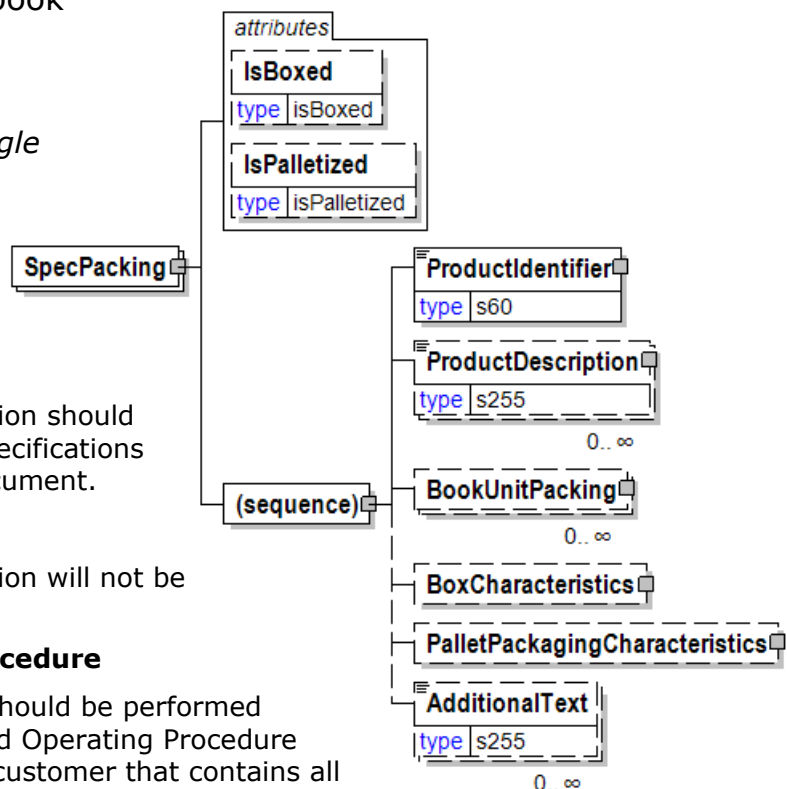 book
attributes
IsBoxed
type isBoxed
gle
IsPalletized
type isPalletized
SpecPacking
ProductIdentifier
type s60
ProductDescription
type s255
0..∞
ion should
ecifications
cument.
(sequence)
BookUnitPacking
0..∞
ion will not be
BoxCharacteristics
cedure
PalletPackagingCharacteristics
hould be performed
d Operating Procedure
customer that contains all
AdditionalText
type s255
0..∞